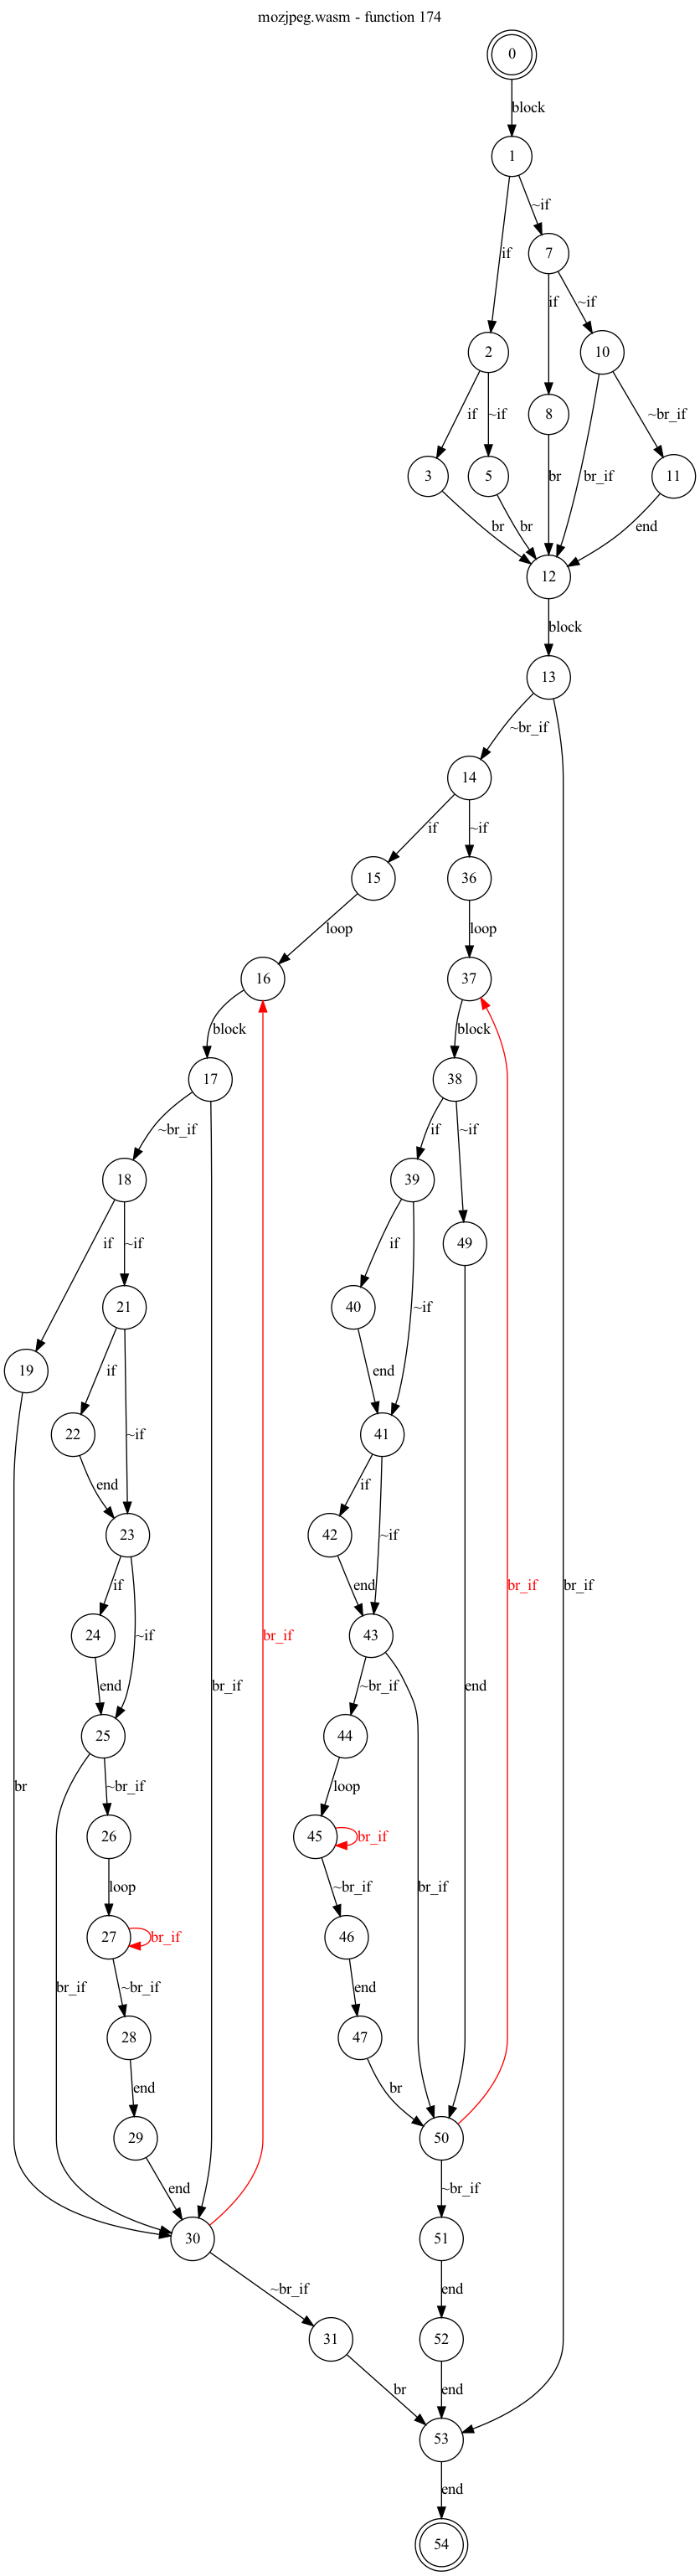 mozjpeg.wasm - function 174
0
block
1
~if
if
7
if
~if
2
10
if
~if
8
~br_if
3
5
br
br_if
11
br
br
end
12
block
13
~br_if
14
if
~if
15
36
loop
loop
16
37
block
block
17
38
~br_if
if
~if
18
39
49
if
~if
if
~if
21
40
19
if
end
22
41
~if
if
end
23
42
~if
if
end
br_if
br_if
br_if
24
43
~if
end
~br_if
br_if
end
25
44
br
~br_if
loop
26
45
br_if
loop
~br_if
br_if
27
br_if
46
br_if
~br_if
end
28
47
end
br
29
50
end
~br_if
30
51
~br_if
end
31
52
br
end
53
end
54